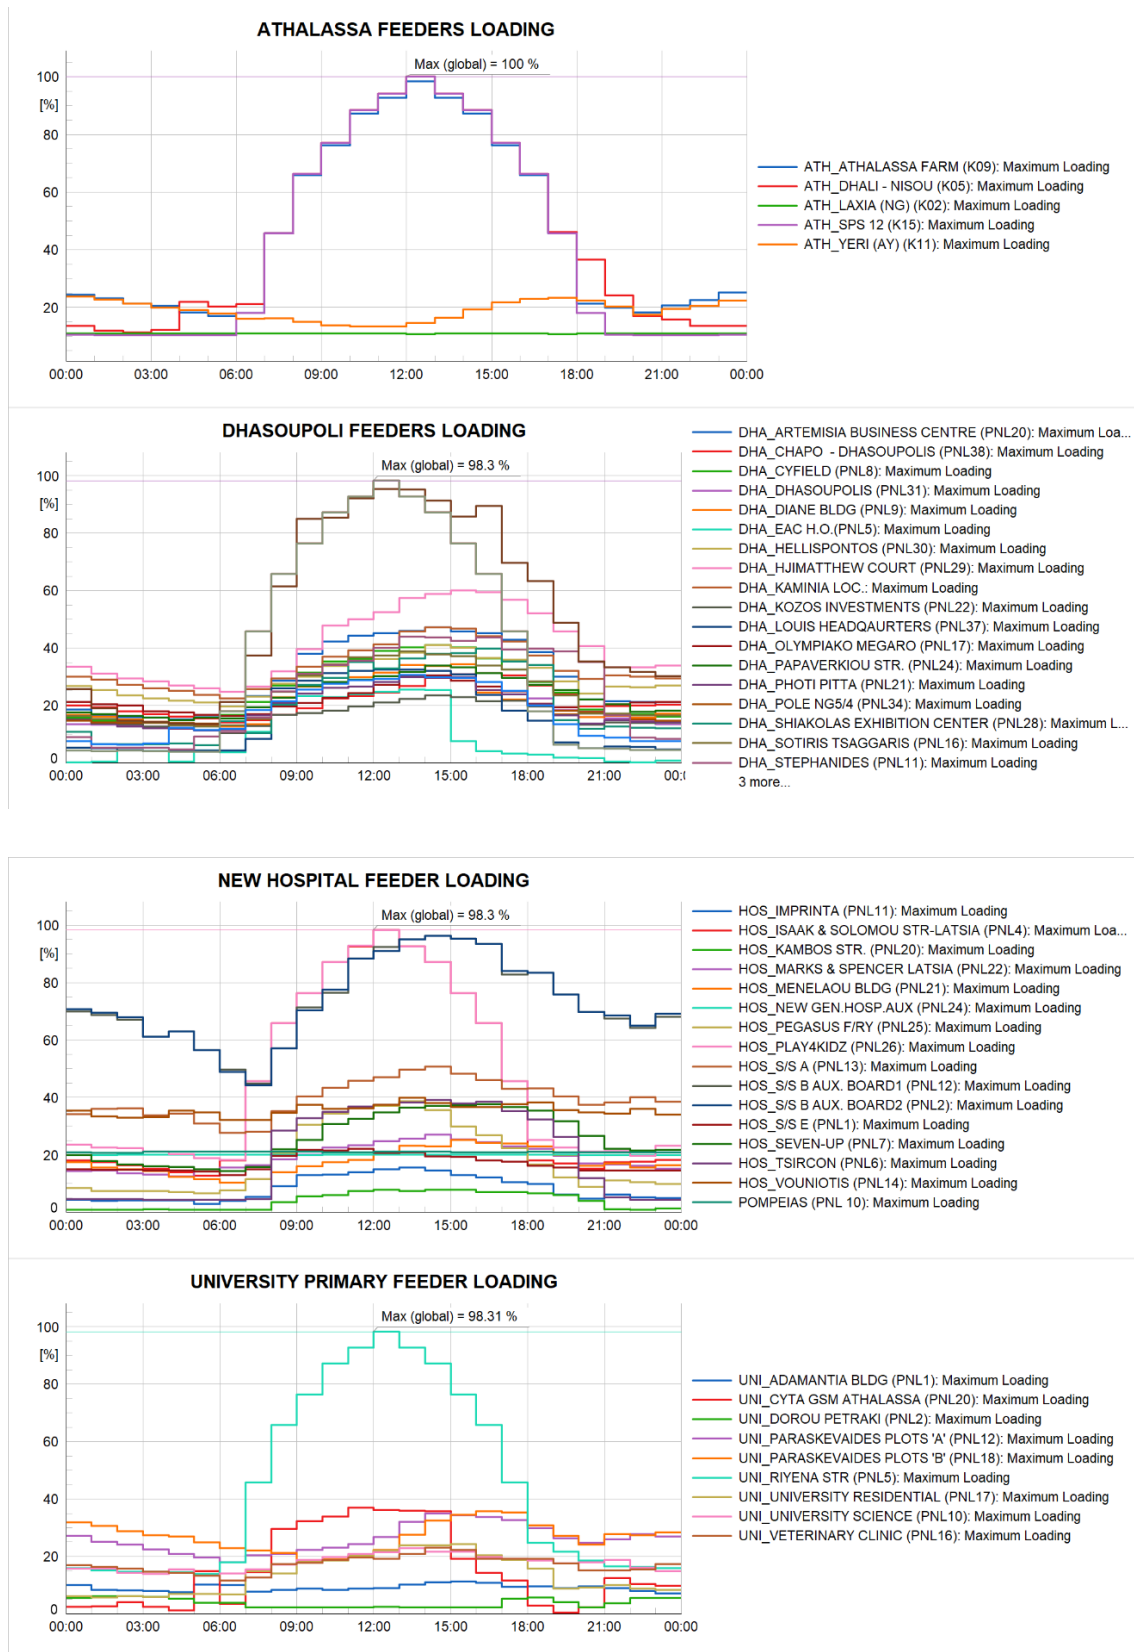 ATHALASSA FEEDERS LOADING
Max (global) = 100 %
100
[%]
80
60
40
20
00:00 03:00 06:00 09:00 12:00 15:00 18:00 21:00 00:00
ATH_ATHALASSA FARM (K09): Maximum Loading
ATH_DHALI - NISOU (K05): Maximum Loading
ATH_LAXIA (NG) (K02): Maximum Loading
ATH_SPS 12 (K15): Maximum Loading
ATH_YERI (AY) (K11): Maximum Loading
DHASOUPOLI FEEDERS LOADING
Max (global) = 98.3 %
100
[%]
80
60
40
20
0
00:00 03:00 06:00 09:00 12:00 15:00 18:00 21:00 00:(
DHA_ARTEMISIA BUSINESS CENTRE (PNL20): Maximum Loa...
DHA_CHAPO - DHASOUPOLIS (PNL38): Maximum Loading
DHA_CYFIELD (PNL8): Maximum Loading
DHA_DHASOUPOLIS (PNL31): Maximum Loading
DHA_DIANE BLDG (PNL9): Maximum Loading
DHA_EAC H.O.(PNL5): Maximum Loading
DHA_HELLISPONTOS (PNL30): Maximum Loading
DHA_HJIMATTHEW COURT (PNL29): Maximum Loading
DHA_KAMINIA LOC.: Maximum Loading
DHA_KOZOS INVESTMENTS (PNL22): Maximum Loading
DHA_LOUIS HEADQAURTERS (PNL37): Maximum Loading
DHA_OLYMPIAKO MEGARO (PNL17): Maximum Loading
DHA_PAPAVERKIOU STR. (PNL24): Maximum Loading
DHA_PHOTI PITTA (PNL21): Maximum Loading
DHA_POLE NG5/4 (PNL34): Maximum Loading
DHA_SHIAKOLAS EXHIBITION CENTER (PNL28): Maximum L...
DHA_SOTIRIS TSAGGARIS (PNL16): Maximum Loading
DHA_STEPHANIDES (PNL11): Maximum Loading
3 more...
NEW HOSPITAL FEEDER LOADING
Max (global) = 98.3 %
100
[%]
80
60
40
20
0
00:00 03:00 06:00 09:00 12:00 15:00 18:00 21:00 00:00
HOS_IMPRINTA (PNL11): Maximum Loading
HOS_ISAAK & SOLOMOU STR-LATSIA (PNL4): Maximum Loa...
HOS_KAMBOS STR. (PNL20): Maximum Loading
HOS_MARKS & SPENCER LATSIA (PNL22): Maximum Loading
HOS_MENELAOU BLDG (PNL21): Maximum Loading
HOS_NEW GEN.HOSP.AUX (PNL24): Maximum Loading
HOS_PEGASUS F/RY (PNL25): Maximum Loading
HOS_PLAY4KIDZ (PNL26): Maximum Loading
HOS_S/S A (PNL13): Maximum Loading
HOS_S/S B AUX. BOARD1 (PNL12): Maximum Loading
HOS_S/S B AUX. BOARD2 (PNL2): Maximum Loading
HOS_S/S E (PNL1): Maximum Loading
HOS_SEVEN-UP (PNL7): Maximum Loading
HOS_TSIRCON (PNL6): Maximum Loading
HOS_VOUNIOTIS (PNL14): Maximum Loading
POMPEIAS (PNL 10): Maximum Loading
UNIVERSITY PRIMARY FEEDER LOADING
Max (global) = 98.31 %
100
[%]
80
60
40
20
0
00:00 03:00 06:00 09:00 12:00 15:00 18:00 21:00 00:00
UNI_ADAMANTIA BLDG (PNL1): Maximum Loading
UNI_CYTA GSM ATHALASSA (PNL20): Maximum Loading
UNI_DOROU PETRAKI (PNL2): Maximum Loading
UNI_PARASKEVAIDES PLOTS 'A' (PNL12): Maximum Loading
UNI_PARASKEVAIDES PLOTS 'B' (PNL18): Maximum Loading
UNI_RIYENA STR (PNL5): Maximum Loading
UNI_UNIVERSITY RESIDENTIAL (PNL17): Maximum Loading
UNI_UNIVERSITY SCIENCE (PNL10): Maximum Loading
UNI_VETERINARY CLINIC (PNL16): Maximum Loading